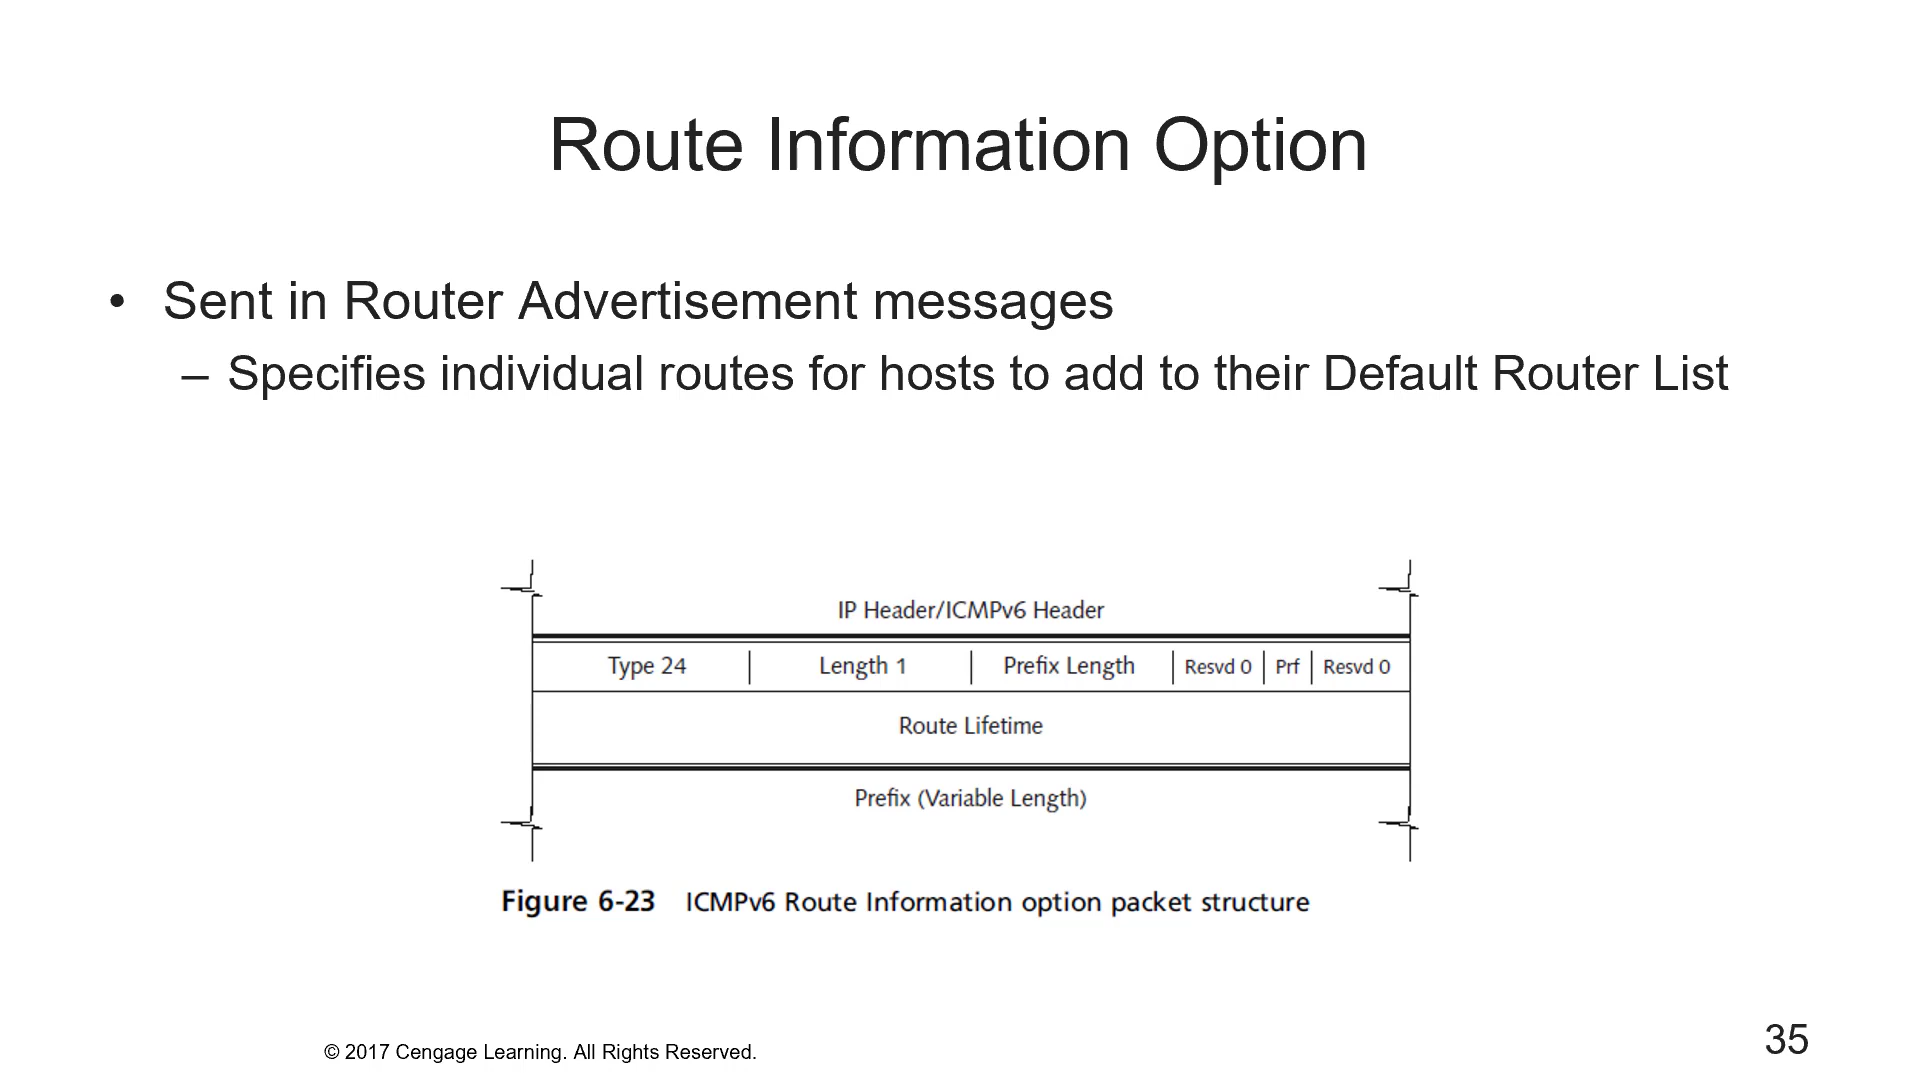 Route Information Option
• Sent in Router Advertisement messages
– Specifies individual routes for hosts to add to their Default Router List
IP Header/ICMPv6 Header
Type 24 | Length 1 | Prefix Length | Resvd 0 | Prf | Resvd 0
Route Lifetime
Prefix (Variable Length)
Figure 6-23 ICMPv6 Route Information option packet structure
© 2017 Cengage Learning. All Rights Reserved.
35